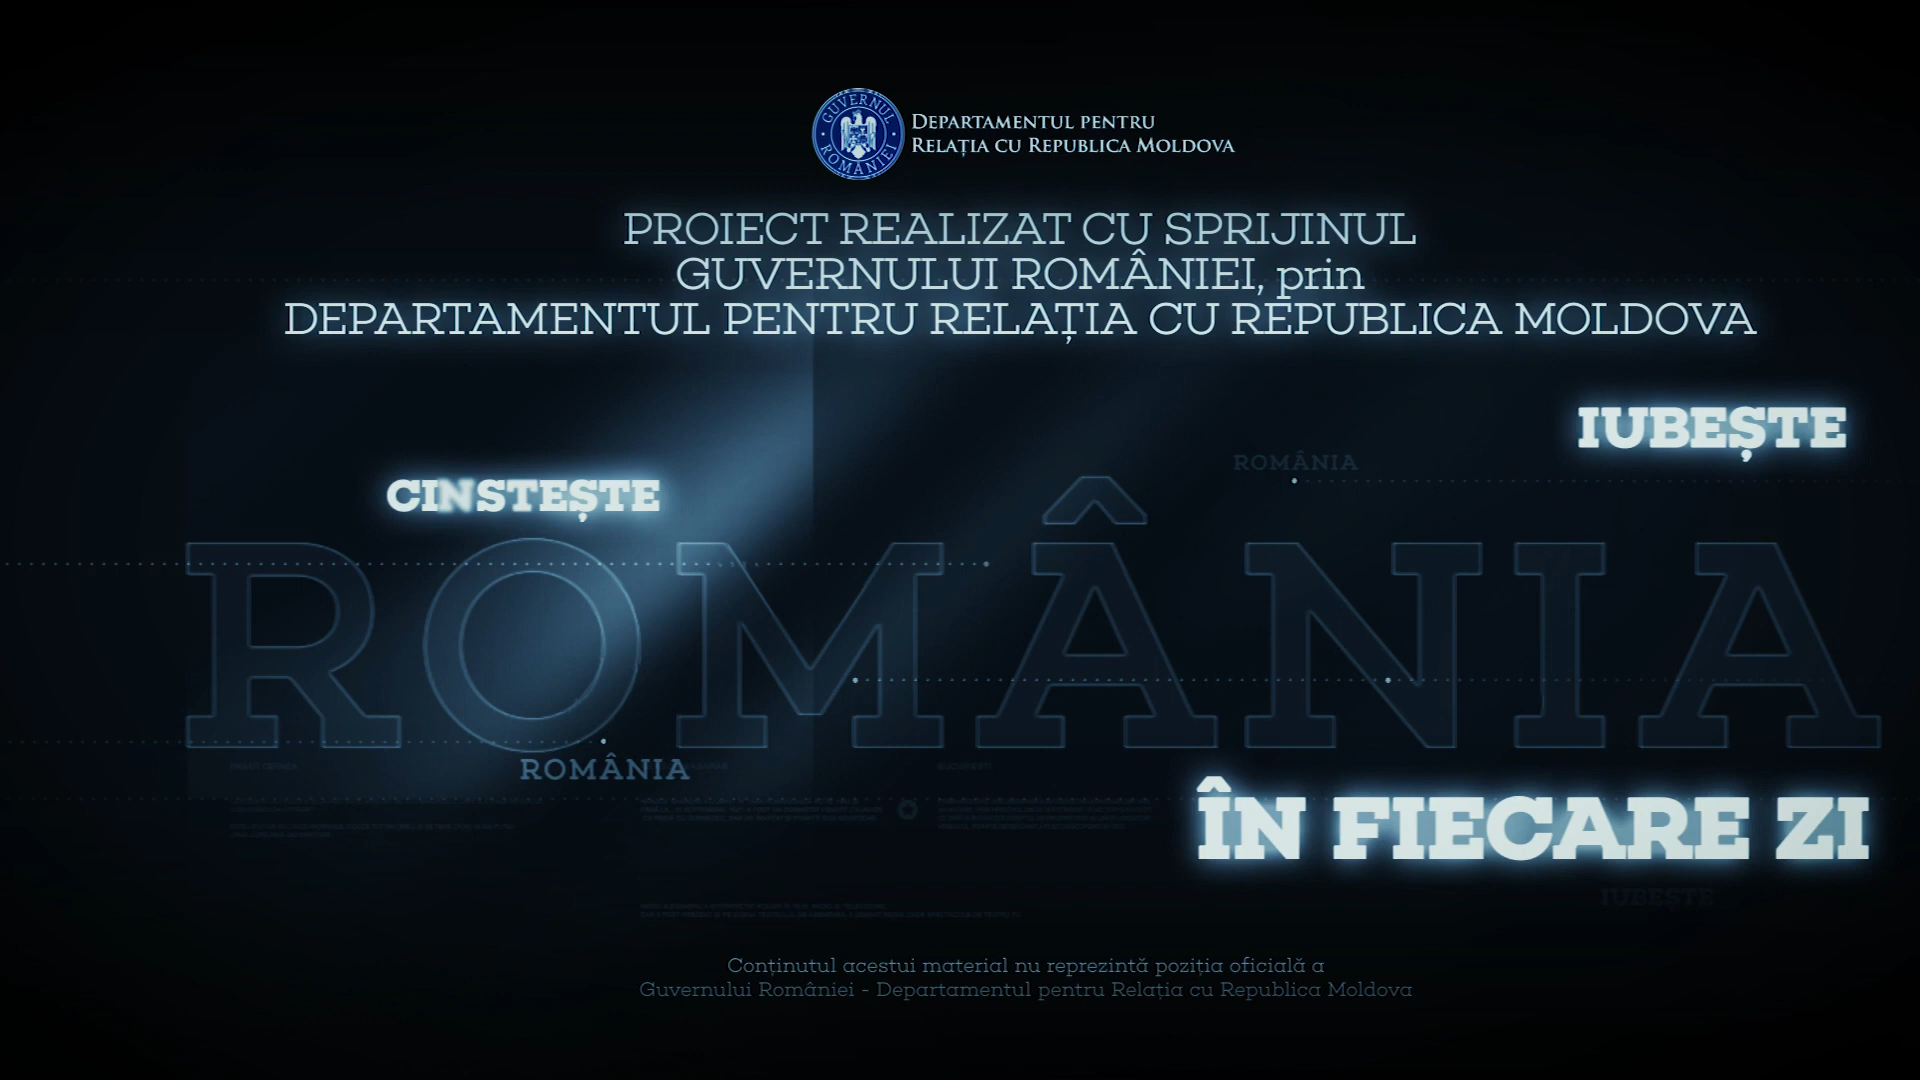 GUVERNUL ROMÂNIEI
DEPARTAMENTUL PENTRU
RELAȚIA CU REPUBLICA MOLDOVA
PROIECT REALIZAT CU SPRIJINUL
GUVERNULUI ROMÂNIEI, prin
DEPARTAMENTUL PENTRU RELAȚIA CU REPUBLICA MOLDOVA
IUBEȘTE
ROMÂNIA
CINSTEȘTE
ROMÂNIA
ROMÂNIA
ÎN FIECARE ZI
IUBEȘTE
Conținutul acestui material nu reprezintă poziția oficială a
Guvernului României - Departamentul pentru Relația cu Republica Moldova